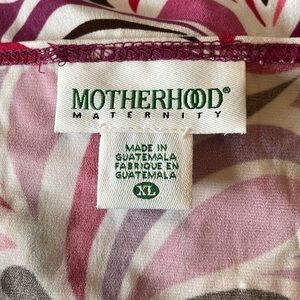 MOTHERHOOD®
MATERNITY
MADE IN
GUATEMALA
FABRIQUE EN
GUATEMALA
XL